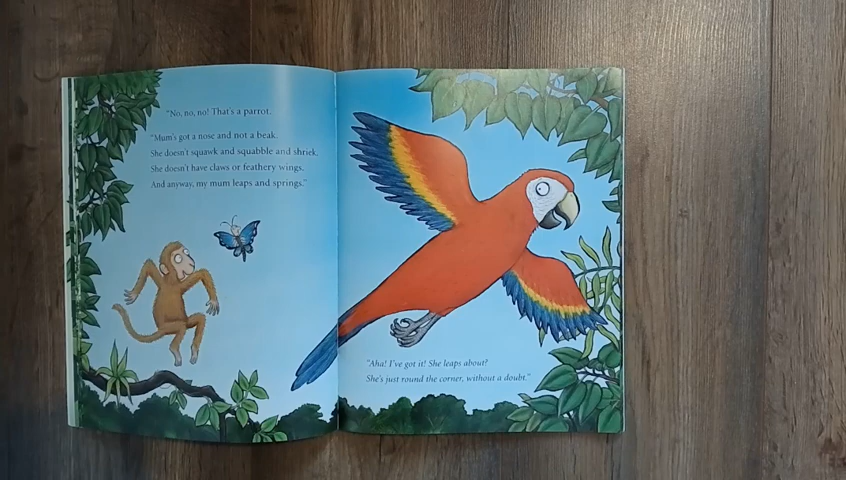 "No, no, no! That's a parrot.
"Mum's got a nose and not a beak.
She doesn't squawk and squabble and shriek.
She doesn't have claws or feathery wings.
And anyway, my mum leaps and springs."
"Aha! I've got it! She leaps about?
She's just round the corner, without a doubt."